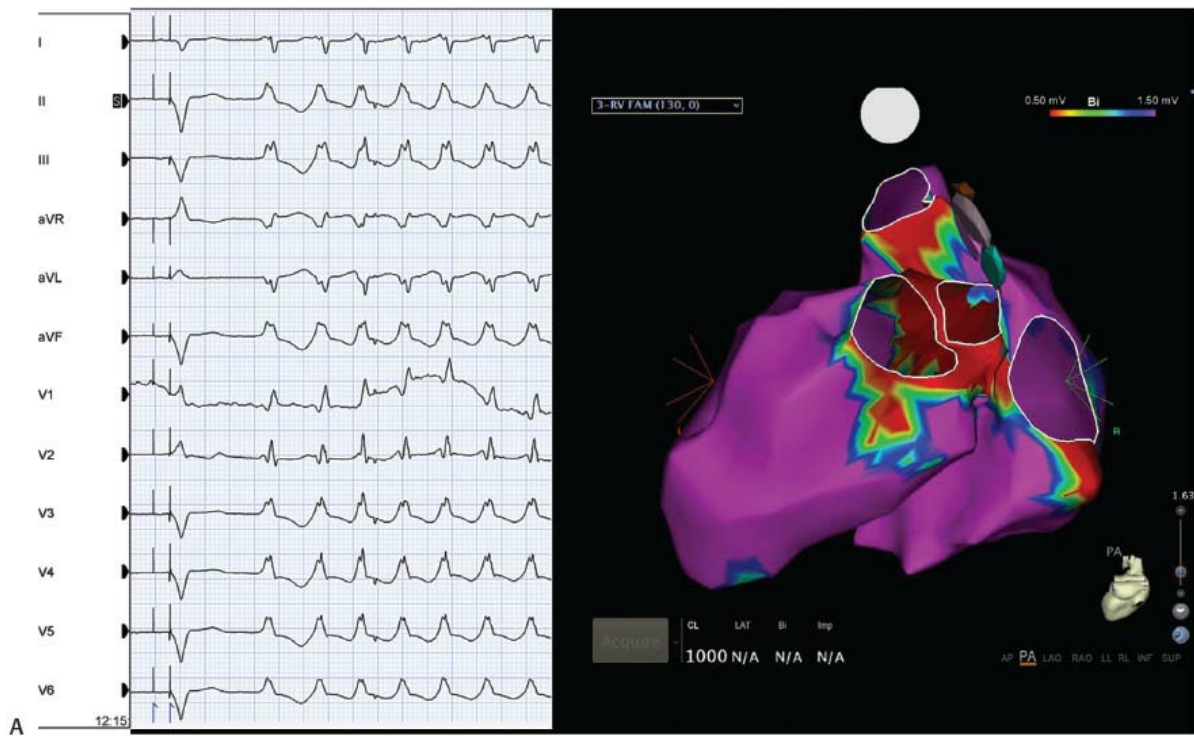 I
II
S
III
aVR
aVL
aVF
V1
V2
V3
V4
V5
V6
12:15:
A
3-RV FAM (130, 0)
0.50 mV Bi 1.50 mV
R
1.63
PA
Acquire
CL LAT Bi Imp
1000 N/A N/A N/A
AP PA LAO RAO LL RL INF SUP